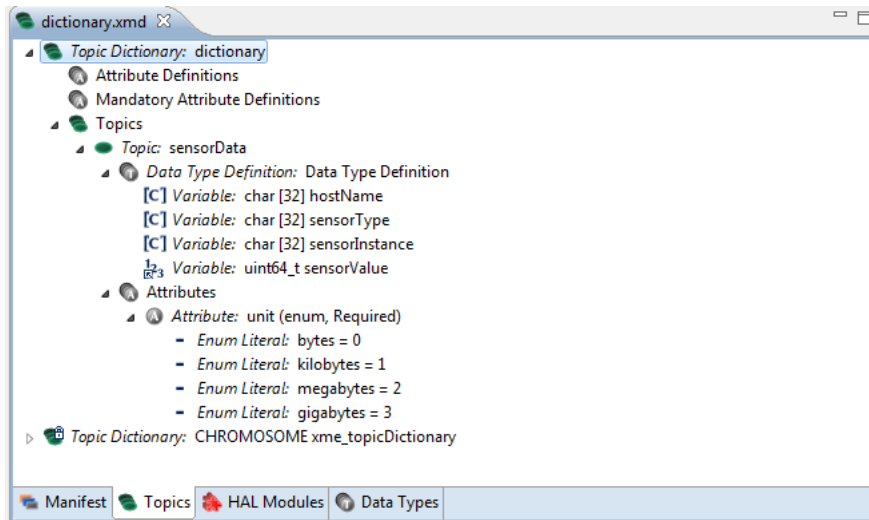 dictionary.xmd
Topic Dictionary: dictionary
Attribute Definitions
Mandatory Attribute Definitions
Topics
Topic: sensorData
Data Type Definition: Data Type Definition
[C] Variable: char [32] hostName
[C] Variable: char [32] sensorType
[C] Variable: char [32] sensorInstance
Variable: uint64_t sensorValue
Attributes
Attribute: unit (enum, Required)
Enum Literal: bytes = 0
Enum Literal: kilobytes = 1
Enum Literal: megabytes = 2
Enum Literal: gigabytes = 3
Topic Dictionary: CHROMOSOME xme_topicDictionary
Manifest Topics HAL Modules Data Types